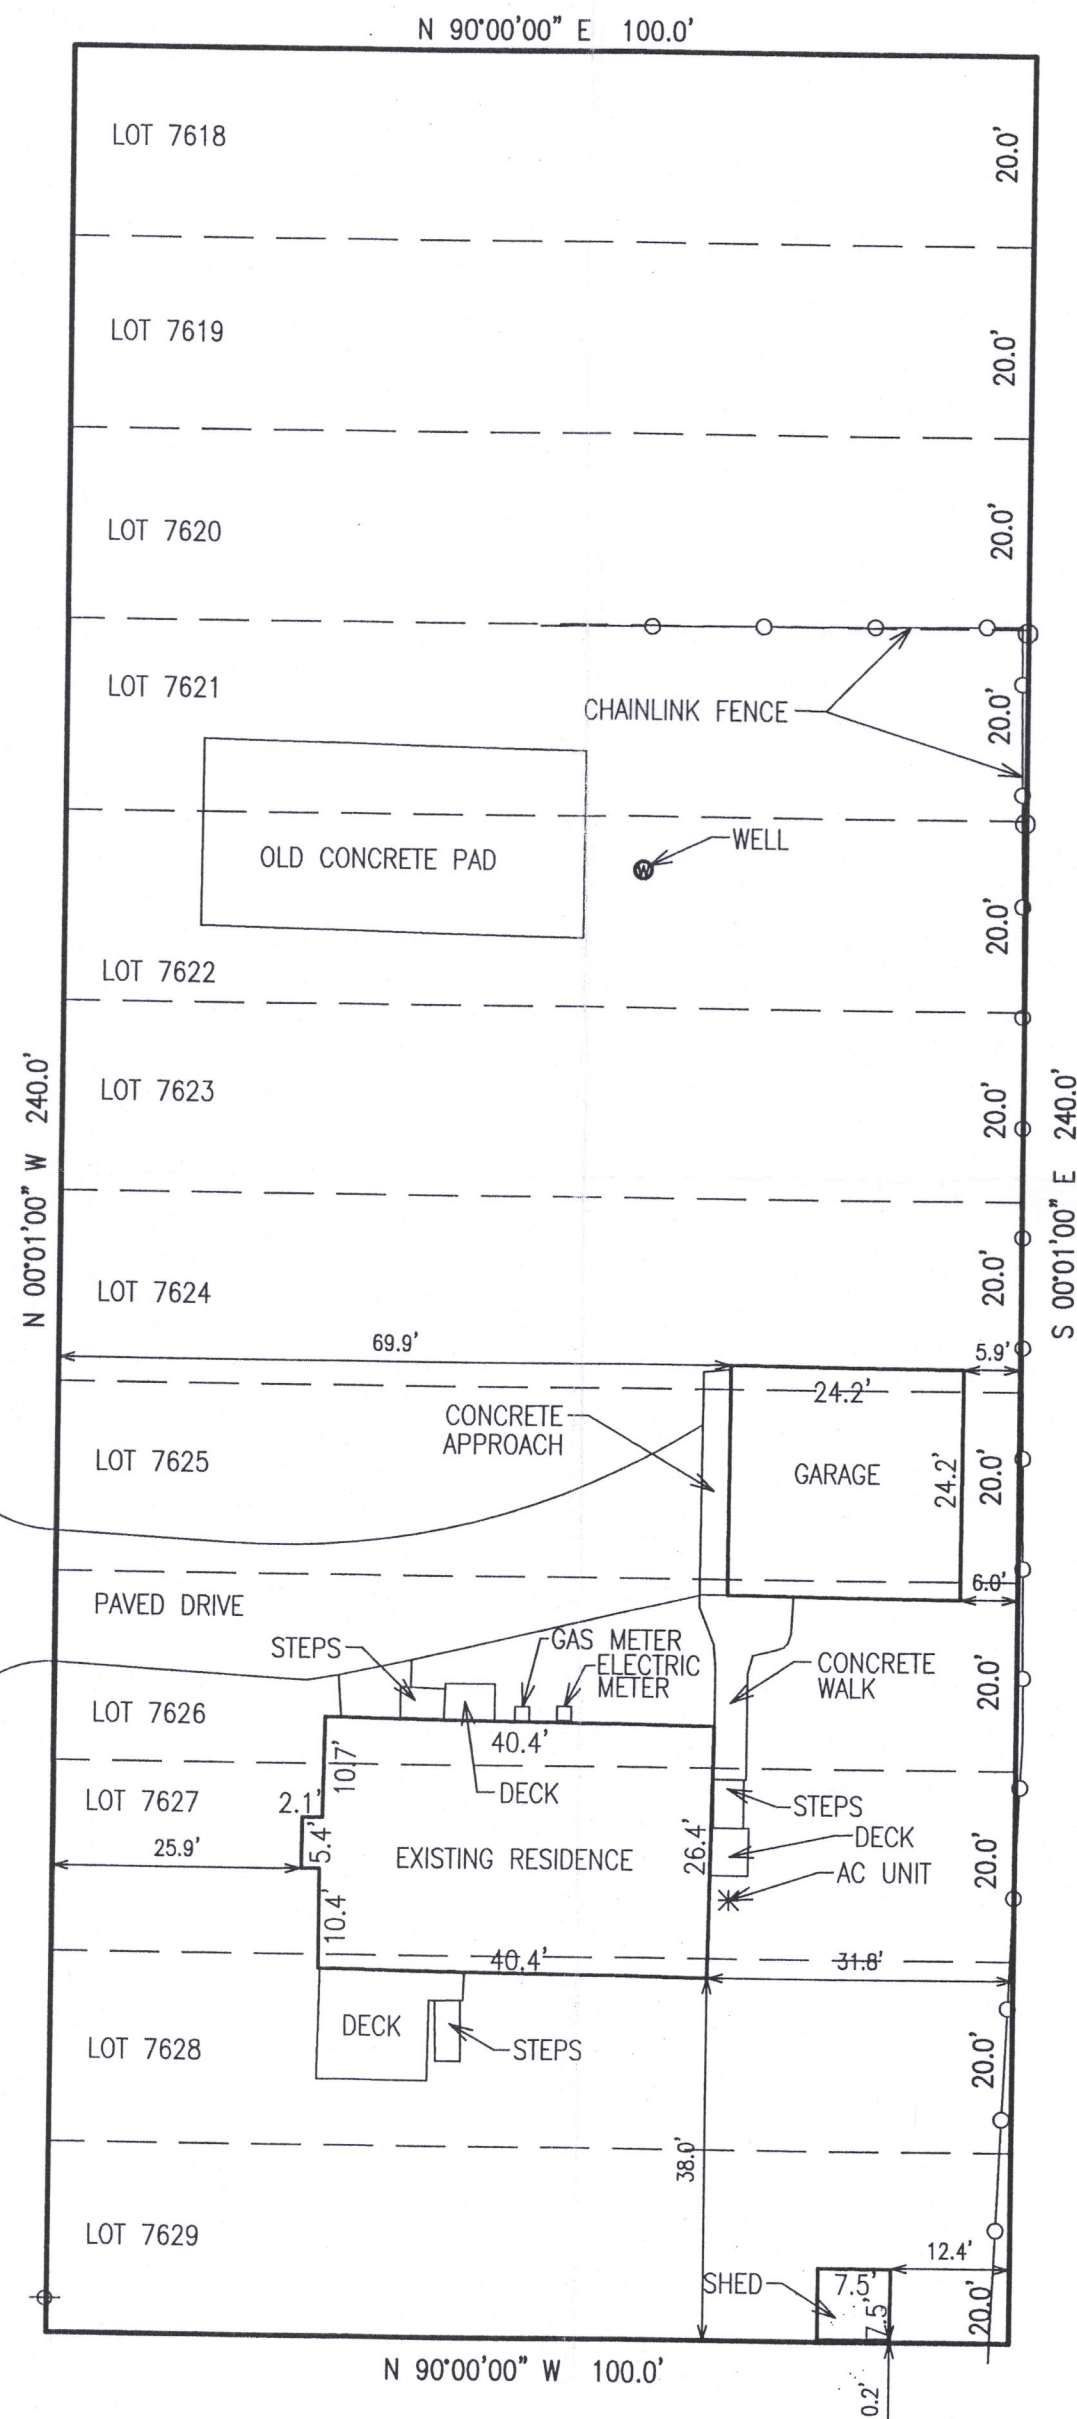 N 90°00'00" E 100.0'
LOT 7618
20.0'
LOT 7619
20.0'
LOT 7620
20.0'
LOT 7621
CHAINLINK FENCE
20.0'
WELL
W
OLD CONCRETE PAD
20.0'
LOT 7622
N 00°01'00" W 240.0'
LOT 7623
20.0'
S 00°01'00" E 240.0'
LOT 7624
20.0'
69.9'
5.9'
24.2'
CONCRETE
APPROACH
LOT 7625
GARAGE
24.2'
20.0'
6.0'
PAVED DRIVE
STEPS
GAS METER
ELECTRIC
METER
CONCRETE
WALK
20.0'
LOT 7626
40.4'
10.7'
DECK
LOT 7627
2.1'
STEPS
5.4'
25.9'
EXISTING RESIDENCE
26.4'
DECK
AC UNIT
20.0'
10.4'
40.4'
31.8'
DECK
LOT 7628
STEPS
20.0'
38.0'
LOT 7629
12.4'
SHED
7.5'
7.5'
20.0'
N 90°00'00" W 100.0'
0.2'